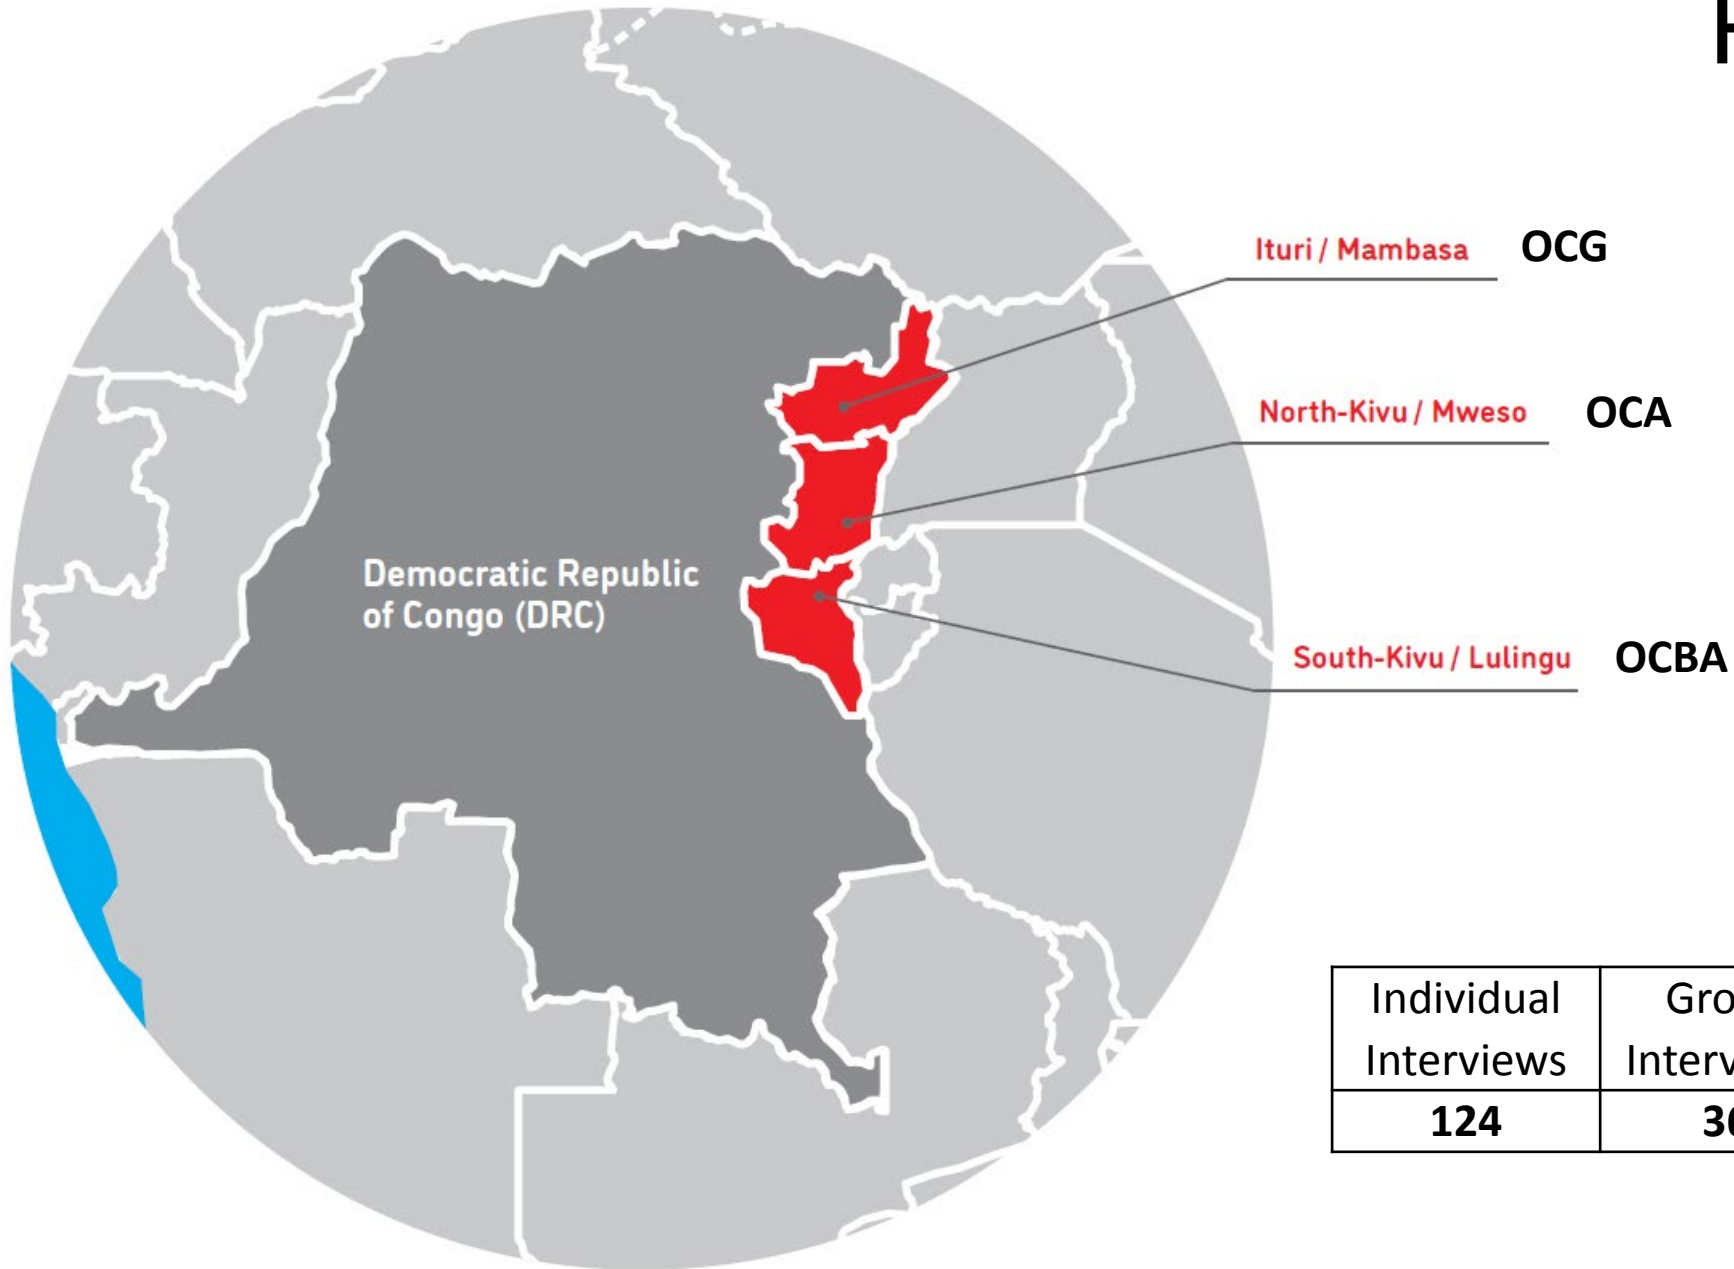 Ituri / Mambasa OCG
North-Kivu / Mweso OCA
Democratic Republic
of Congo (DRC)
South-Kivu / Lulingu OCBA
Individual
Interviews
124